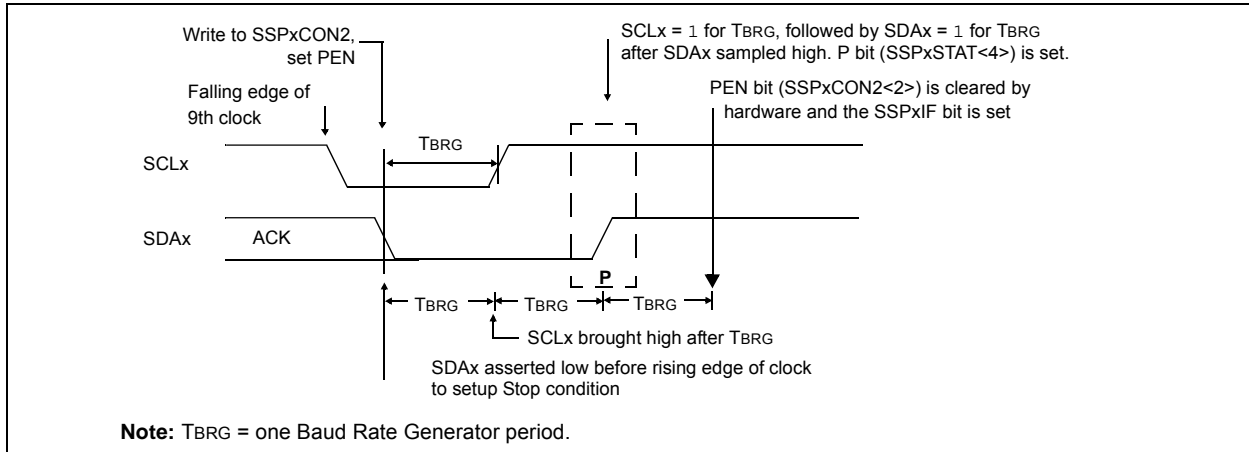 Write to SSPxCON2,
set PEN
SCLx = 1 for TBRG, followed by SDAx = 1 for TBRG
after SDAx sampled high. P bit (SSPxSTAT<4>) is set.
Falling edge of
9th clock
PEN bit (SSPxCON2<2>) is cleared by
hardware and the SSPxIF bit is set
TBRG
SCLx
SDAx
ACK
P
TBRG
TBRG
TBRG
SCLx brought high after TBRG
SDAx asserted low before rising edge of clock
to setup Stop condition
Note: TBRG = one Baud Rate Generator period.